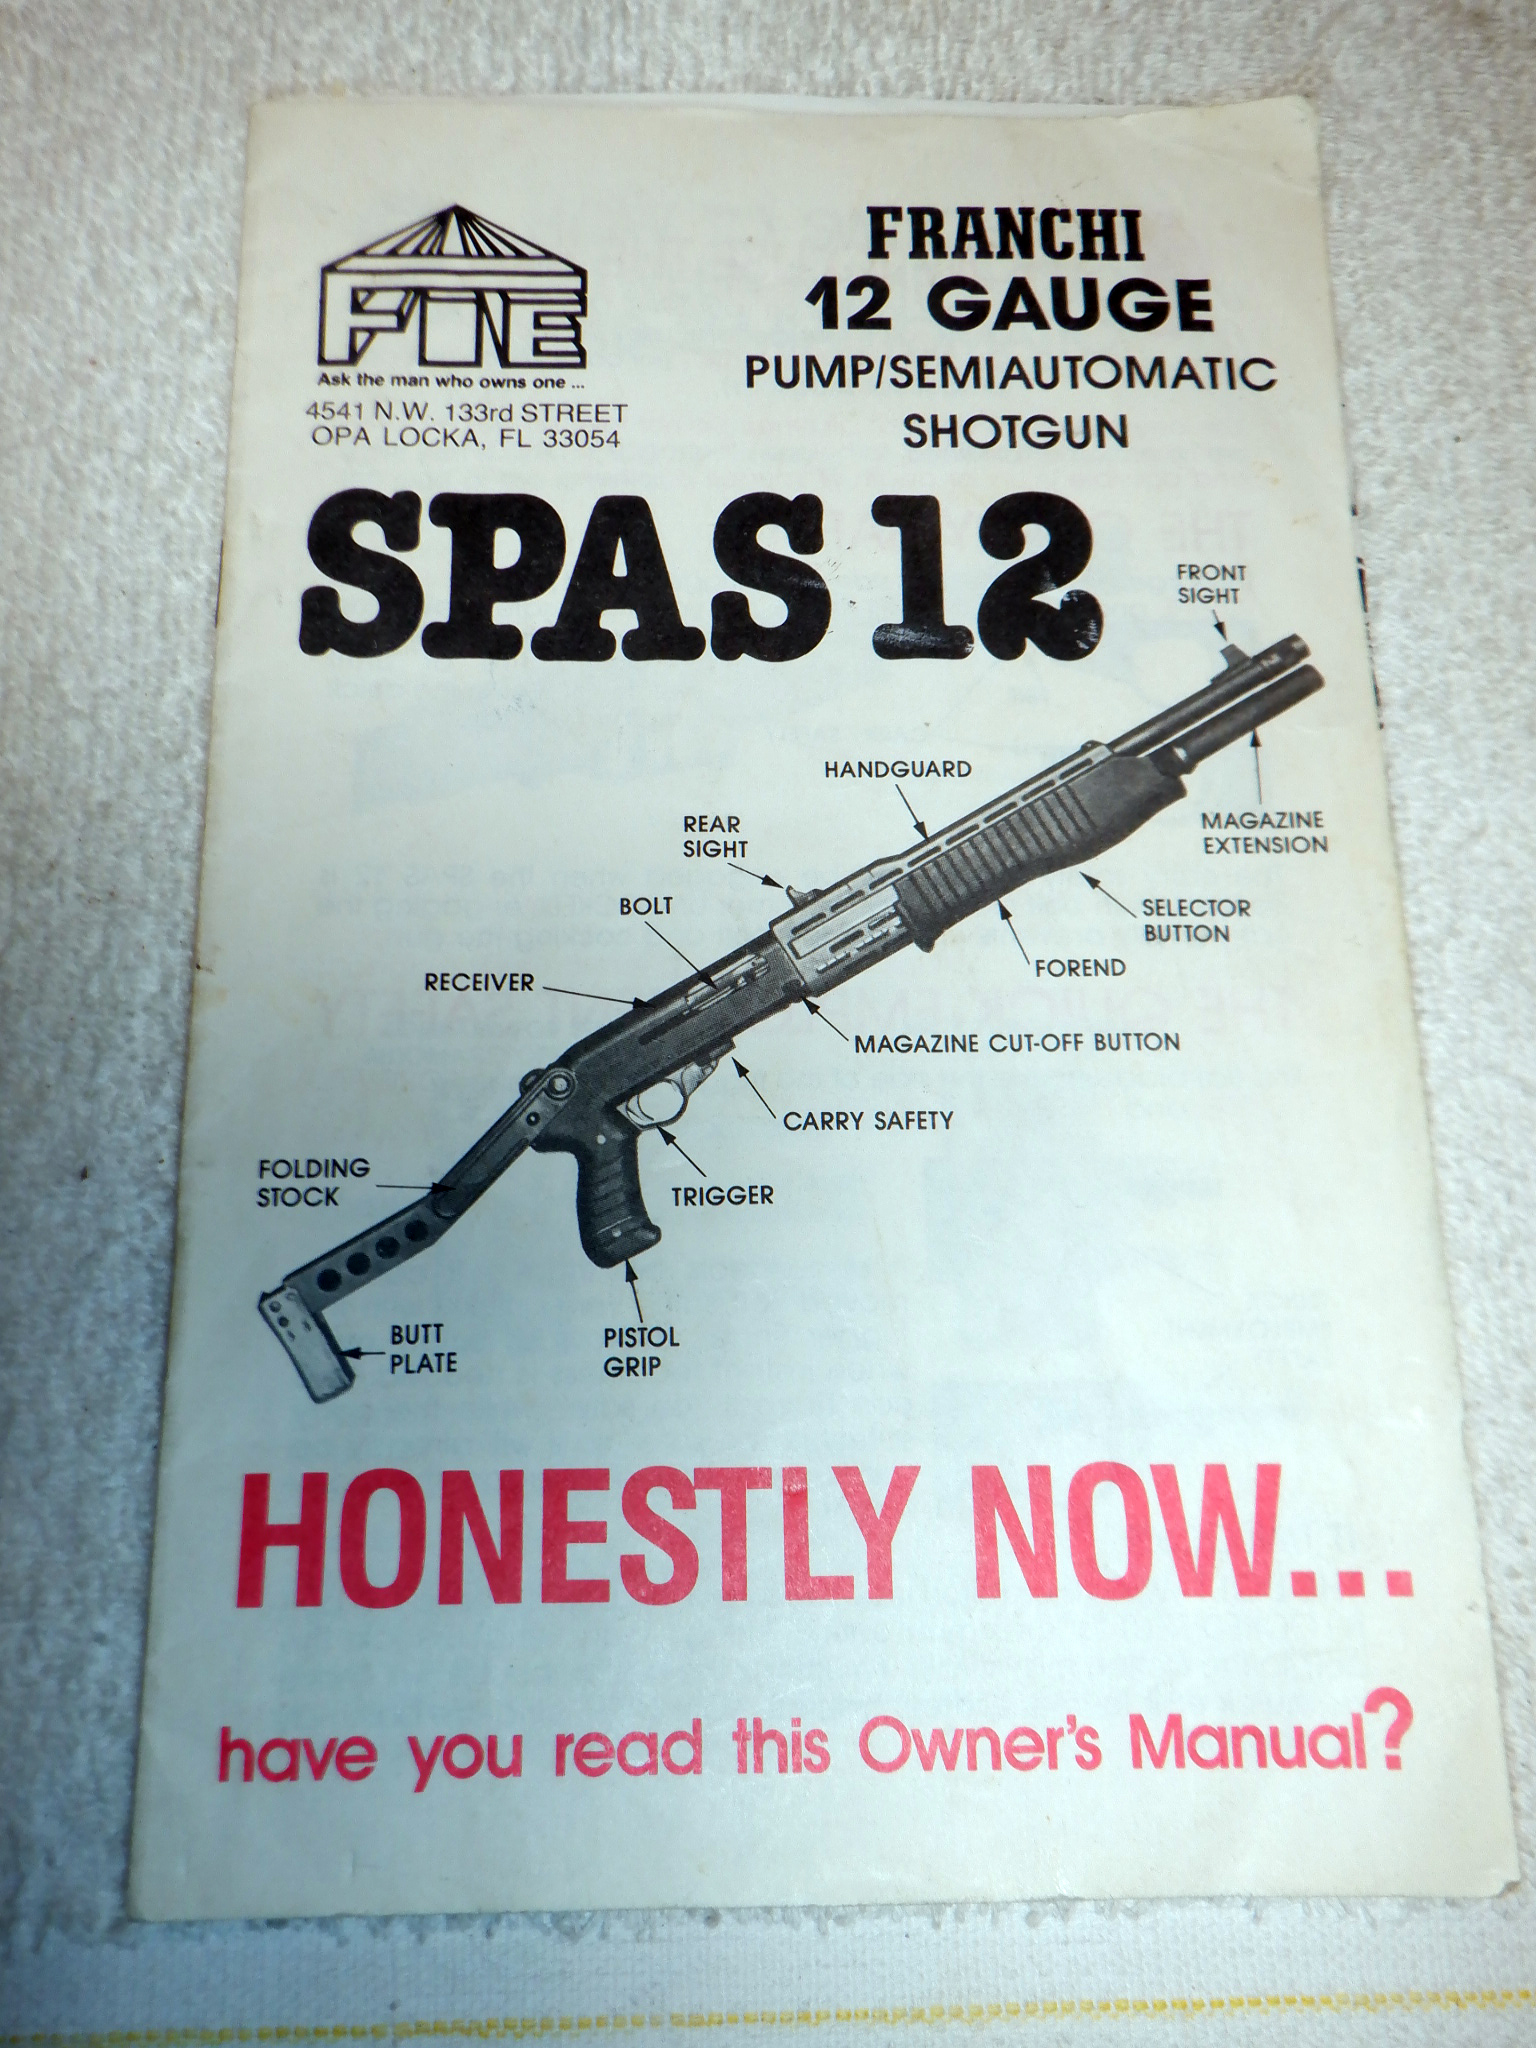 FIE
Ask the man who owns one ...
4541 N.W. 133rd STREET
OPA LOCKA, FL 33054
FRANCHI
12 GAUGE
PUMP/SEMIAUTOMATIC
SHOTGUN
SPAS 12
FRONT
SIGHT
HANDGUARD
MAGAZINE
EXTENSION
REAR
SIGHT
BOLT
SELECTOR
BUTTON
FOREND
RECEIVER
MAGAZINE CUT-OFF BUTTON
CARRY SAFETY
FOLDING
STOCK
TRIGGER
BUTT
PLATE
PISTOL
GRIP
HONESTLY NOW...
have you read this Owner's Manual?